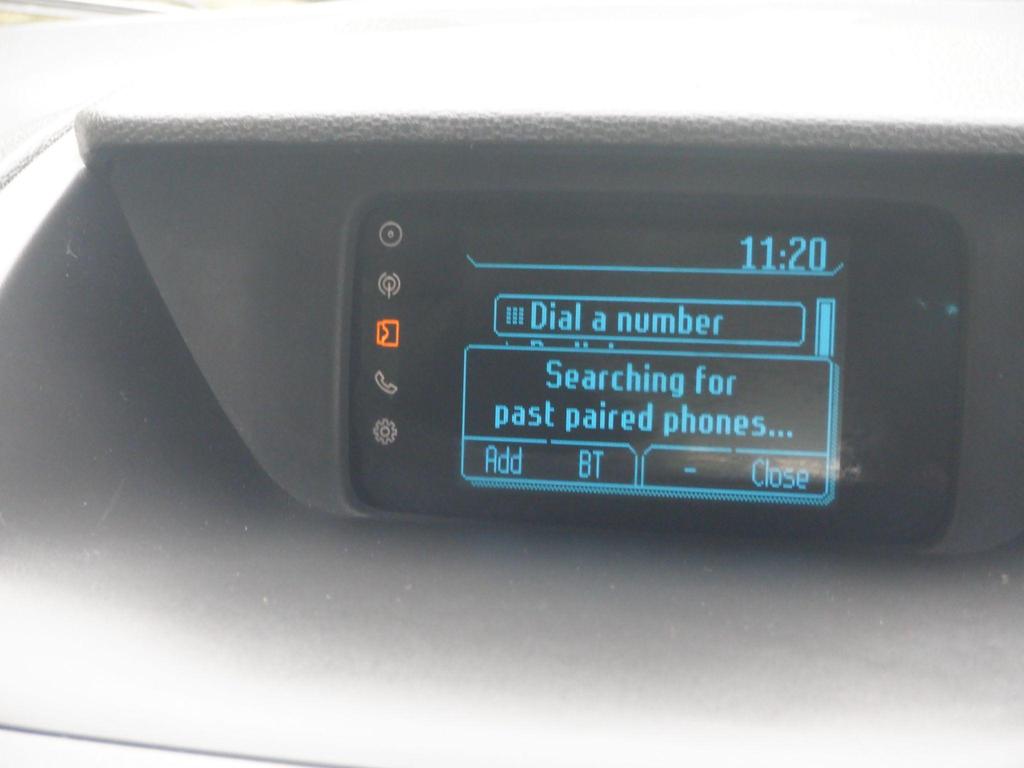 11:20
Dial a number
Searching for
past paired phones...
Add BT - Close